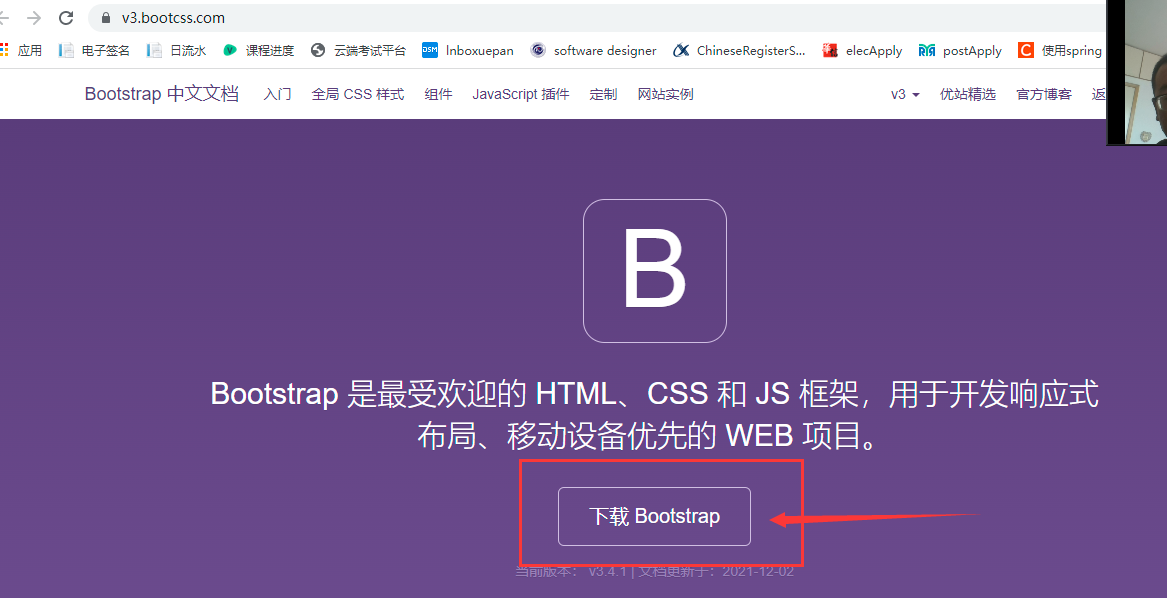 v3.bootcss.com
应用 电子签名 日流水 课程进度 云端考试平台 Inboxuepan software designer ChineseRegisterS... elecApply postApply 使用spring
Bootstrap 中文文档 入门 全局 CSS 样式 组件 JavaScript 插件 定制 网站实例 v3 优站精选 官方博客 返
B
Bootstrap 是最受欢迎的 HTML、CSS 和 JS 框架，用于开发响应式
布局、移动设备优先的 WEB 项目。
下载 Bootstrap
当前版本： v3.4.1 | 文档更新于：2021-12-02